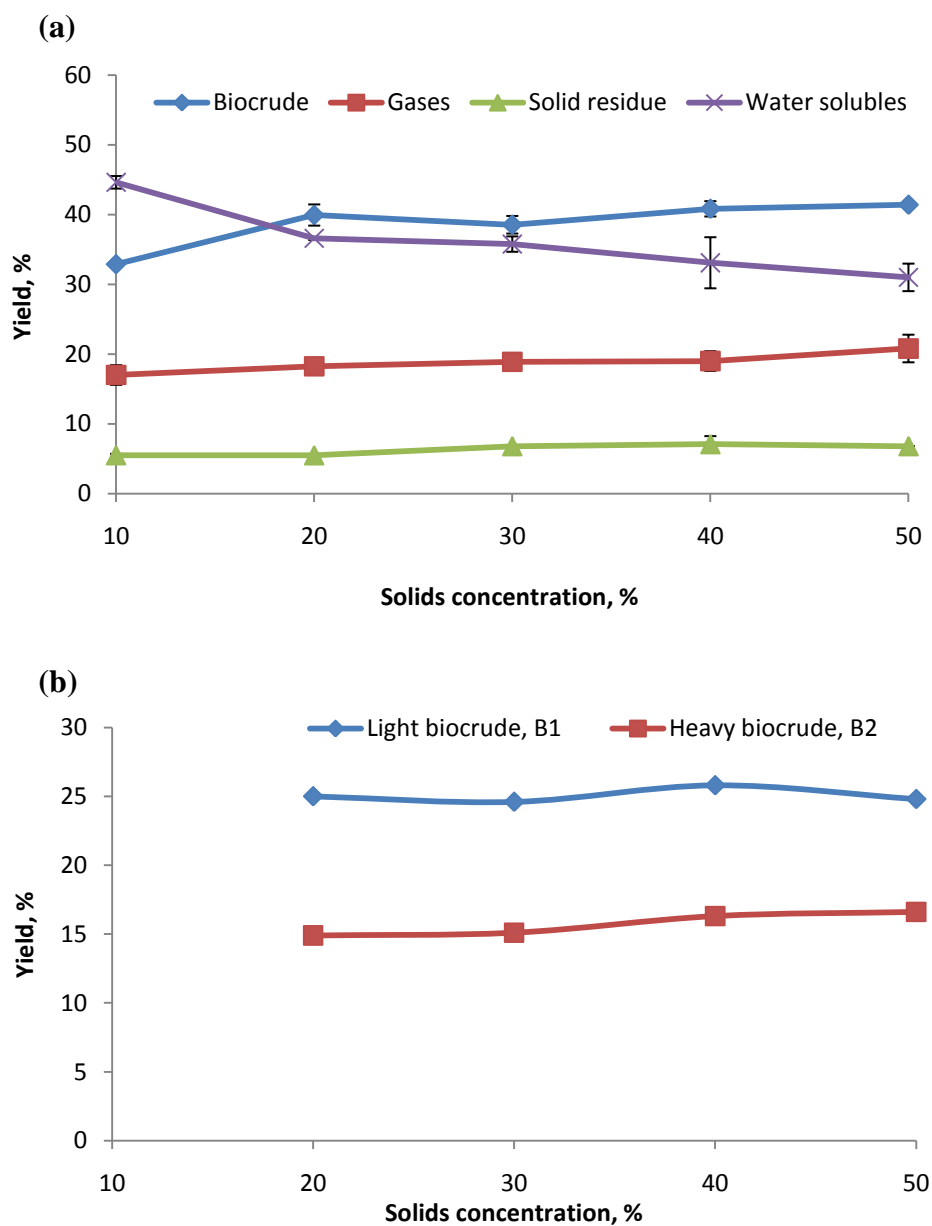 (a)
60
Biocrude Gases Solid residue Water solubles
50
40
30
20
10
0
Yield, %
10 20 30 40 50
Solids concentration, %
(b)
30
Light biocrude, B1 Heavy biocrude, B2
25
20
15
10
5
0
Yield, %
10 20 30 40 50
Solids concentration, %